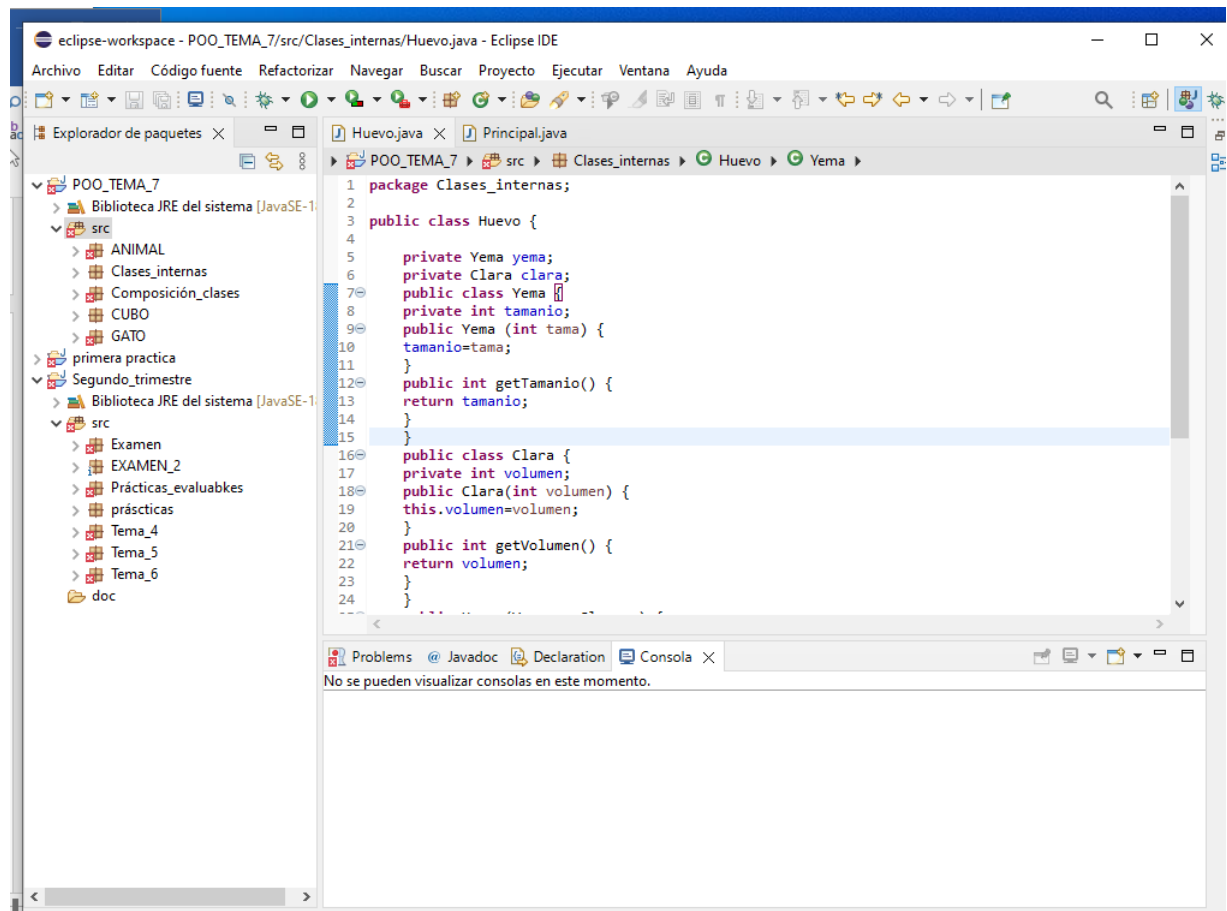 eclipse-workspace - POO_TEMA_7/src/Clases_internas/Huevo.java - Eclipse IDE
Archivo Editar Código fuente Refactorizar Navegar Buscar Proyecto Ejecutar Ventana Ayuda
Explorador de paquetes
POO_TEMA_7
Biblioteca JRE del sistema [JavaSE-1
src
ANIMAL
Clases_internas
Composición_clases
CUBO
GATO
primera practica
Segundo_trimestre
Biblioteca JRE del sistema [JavaSE-1
src
Examen
EXAMEN_2
Prácticas_evaluabkes
práscticas
Tema_4
Tema_5
Tema_6
doc
Huevo.java Principal.java
POO_TEMA_7 src Clases_internas Huevo Yema
1 package Clases_internas;
2
3 public class Huevo {
4
5 private Yema yema;
6 private Clara clara;
7 public class Yema {
8 private int tamanio;
9 public Yema (int tama) {
10 tamanio=tama;
11 }
12 public int getTamanio() {
13 return tamanio;
14 }
15 }
16 public class Clara {
17 private int volumen;
18 public Clara(int volumen) {
19 this.volumen=volumen;
20 }
21 public int getVolumen() {
22 return volumen;
23 }
24 }
Problems @ Javadoc Declaration Consola
No se pueden visualizar consolas en este momento.